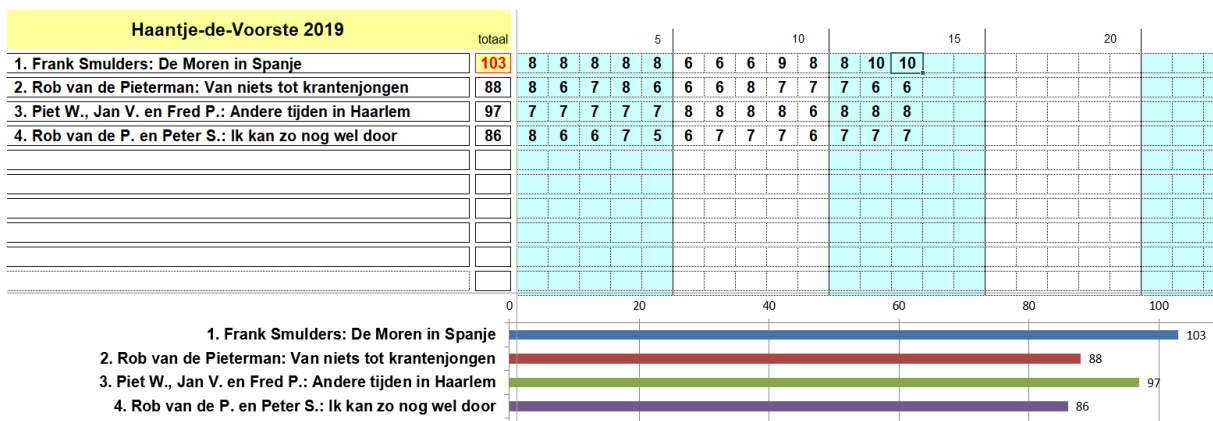 Haantje-de-Voorste 2019
totaal 5 10 15 20
1. Frank Smulders: De Moren in Spanje 103 8 8 8 8 8 6 6 6 9 8 8 10 10
2. Rob van de Pieterman: Van niets tot krantenjongen 88 8 6 7 8 6 6 6 8 7 7 7 6 6
3. Piet W., Jan V. en Fred P.: Andere tijden in Haarlem 97 7 7 7 7 7 8 8 8 8 6 8 8 8
4. Rob van de P. en Peter S.: Ik kan zo nog wel door 86 8 6 6 7 5 6 7 7 7 6 7 7 7
0 20 40 60 80 100
1. Frank Smulders: De Moren in Spanje 103
2. Rob van de Pieterman: Van niets tot krantenjongen 88
3. Piet W., Jan V. en Fred P.: Andere tijden in Haarlem 97
4. Rob van de P. en Peter S.: Ik kan zo nog wel door 86